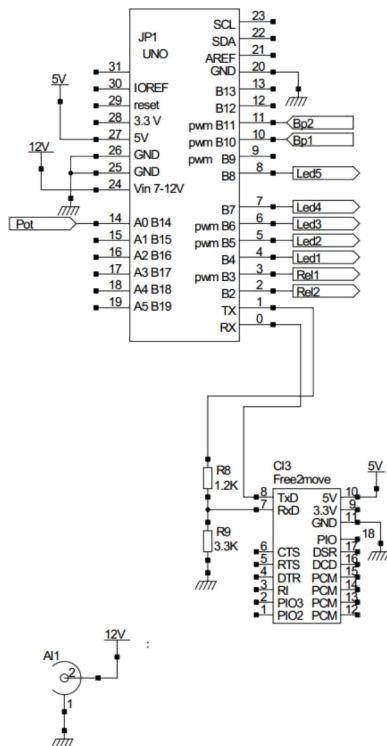 JP1
UNO
SCL 23
SDA 22
AREF 21
GND 20
31
5V
30 IOREF
B13 13
29 reset
B12 12
28 3.3 V
pwm B11 11 Bp2
27 5V
pwm B10 10 Bp1
12V
26 GND
pwm B9 9
25 GND
B8 8 Led5
24 Vin 7-12V
B7 7 Led4
Pot 14 A0 B14
pwm B6 6 Led3
15 A1 B15
pwm B5 5 Led2
16 A2 B16
B4 4 Led1
17 A3 B17
pwm B3 3 Rel1
18 A4 B18
B2 2 Rel2
19 A5 B19
TX 1
RX 0
R8
1.2K
R9
3.3K
CI3
Free2move
5V
8 TxD 5V 10
7 RxD 3.3V 9
GND 11
PIO 18
6 CTS DSR 17
5 RTS DCD 16
4 DTR PCM 15
3 RI PCM 14
2 PIO3 PCM 13
1 PIO2 PCM 12
12V :
Al1
2
1